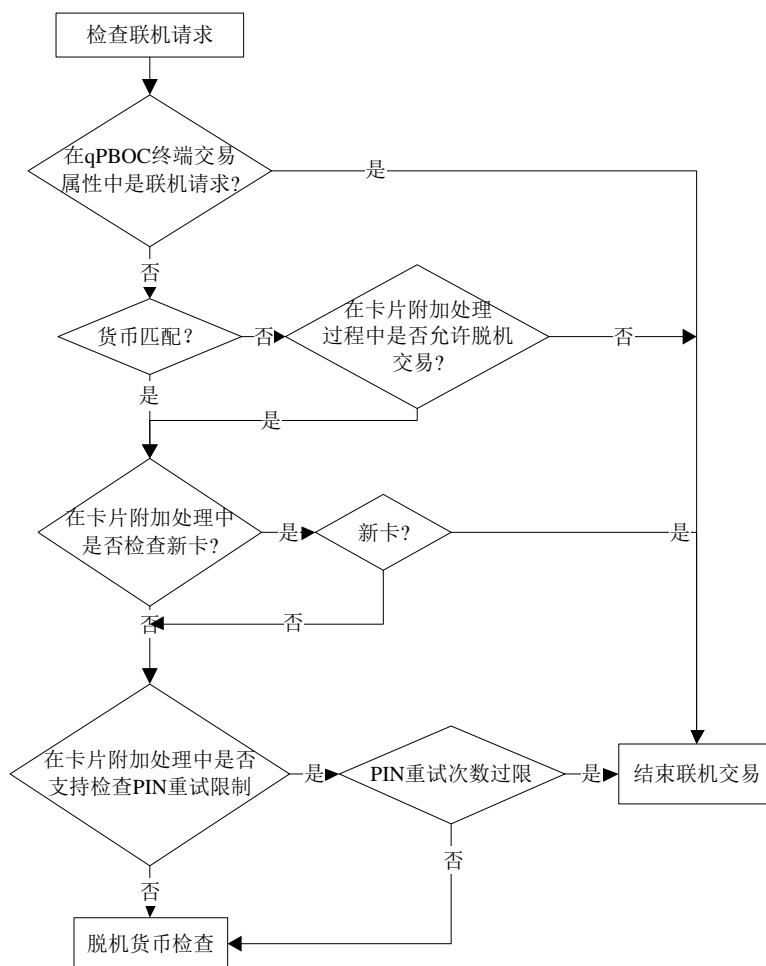 检查联机请求
在qPBOC终端交易
属性中是联机请求?
是
否
货币匹配?
否
在卡片附加处理
过程中是否允许脱机
交易?
否
是
是
在卡片附加处理中
是否检查新卡?
是
新卡?
是
否
否
在卡片附加处理中是否
支持检查PIN重试限制
是
PIN重试次数过限
是
结束联机交易
否
否
脱机货币检查